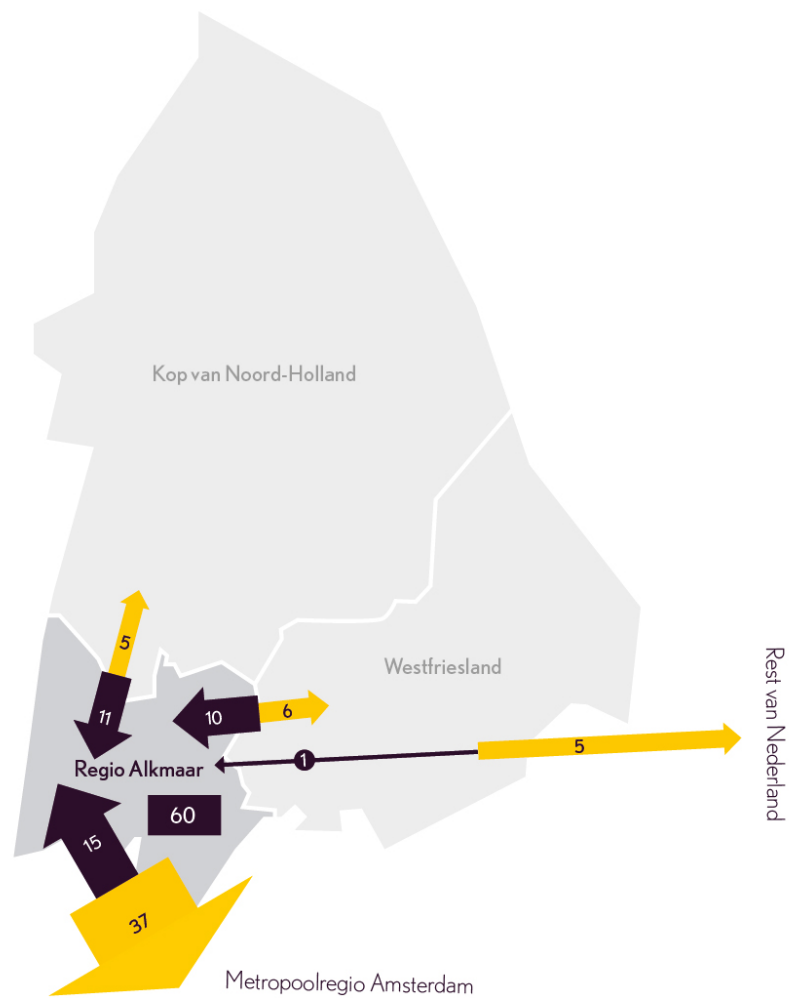 Kop van Noord-Holland
5
Westfriesland
11
10
6
Rest van Nederland
5
1
Regio Alkmaar
60
15
37
Metropoolregio Amsterdam